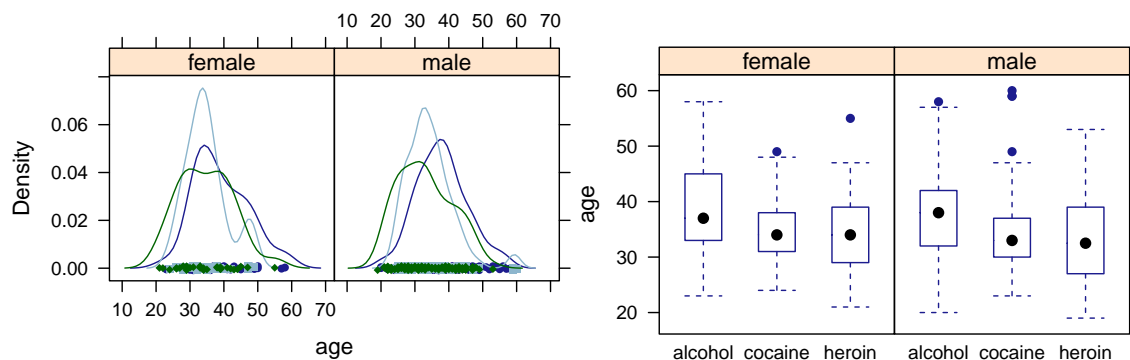 10 20 30 40 50 60 70
female male
Density
0.06
0.04
0.02
0.00
10 20 30 40 50 60 70
age
female male
age
60
50
40
30
20
alcohol cocaine heroin alcohol cocaine heroin